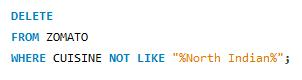 DELETE
FROM ZOMATO
WHERE CUISINE NOT LIKE "%North Indian%";